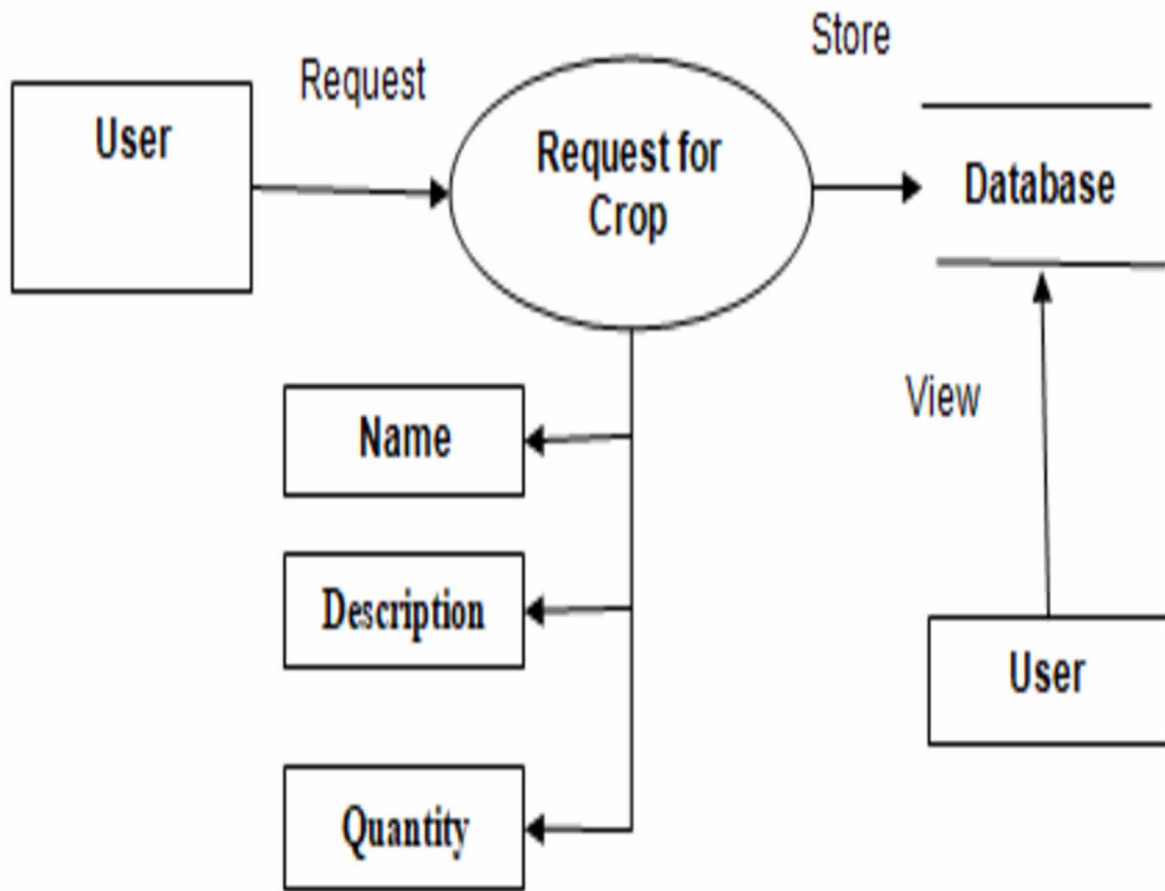 Store
Request
User
Request for
Crop
Database
View
Name
Description
User
Quantity